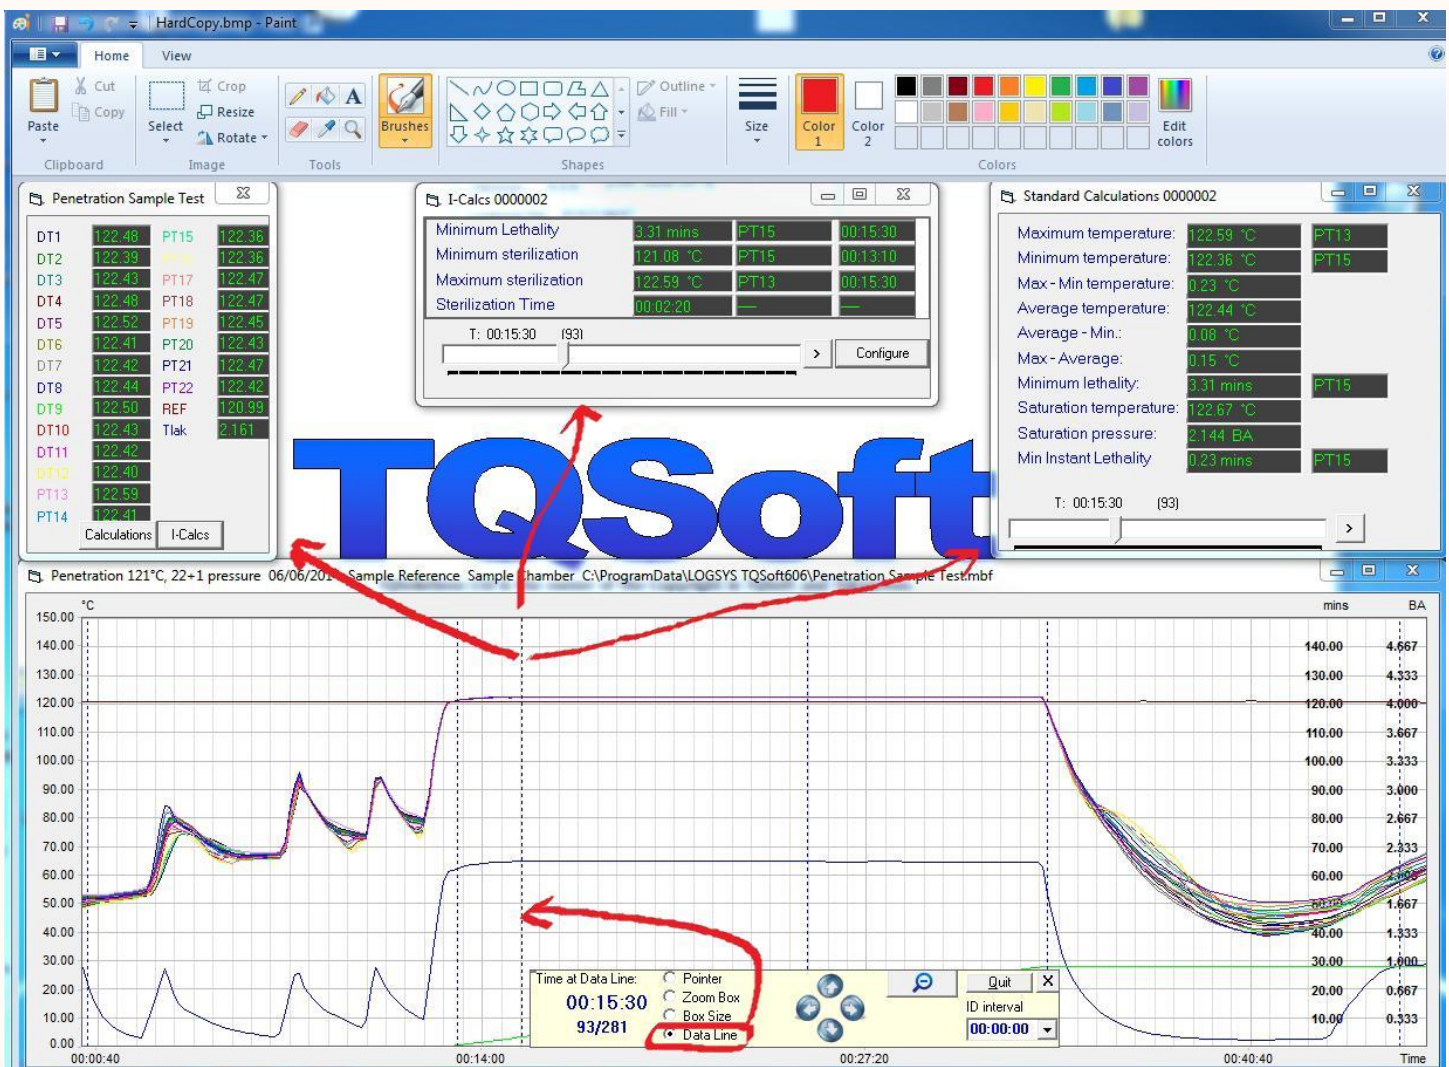 HardCopy.bmp - Paint
Home View
Paste
Cut
Copy
Clipboard
Select
Crop
Resize
Rotate
Image
A
Tools
Brushes
Outline
Fill
Shapes
Size
Color 1
Color 2
Edit colors
Colors
Penetration Sample Test
DT1 122.48 PT15 122.36
DT2 122.39 122.36
DT3 122.43 PT17 122.47
DT4 122.48 PT18 122.47
DT5 122.52 PT19 122.45
DT6 122.41 PT20 122.43
DT7 122.42 PT21 122.47
DT8 122.44 PT22 122.42
DT9 122.50 REF 120.99
DT10 122.43 Tlak 2.161
DT11 122.42
DT12 122.40
PT13 122.59
PT14 122.41
Calculations I-Calcs
I-Calcs 0000002
Minimum Lethality 3.31 mins PT15 00:15:30
Minimum sterilization 121.08 °C PT15 00:13:10
Maximum sterilization 122.59 °C PT13 00:15:30
Sterilization Time 00:02:20 — —
T: 00:15:30 (93)
> Configure
Standard Calculations 0000002
Maximum temperature: 122.59 °C PT13
Minimum temperature: 122.36 °C PT15
Max - Min temperature: 0.23 °C
Average temperature: 122.44 °C
Average - Min.: 0.08 °C
Max - Average: 0.15 °C
Minimum lethality: 3.31 mins PT15
Saturation temperature: 122.67 °C
Saturation pressure: 2.144 BA
Min Instant Lethality 0.23 mins PT15
T: 00:15:30 (93)
>
TQSoft
Penetration 121°C, 22+1 pressure 06/06/201 Sample Reference Sample Chamber C:\ProgramData\LOGSYS TQSoft606\Penetration Sample Test.mbf
°C mins BA
150.00
140.00 140.00 4.667
130.00 130.00 4.333
120.00 120.00 4.000
110.00 110.00 3.667
100.00 100.00 3.333
90.00 90.00 3.000
80.00 80.00 2.667
70.00 70.00 2.333
60.00 60.00
50.00 1.667
40.00 40.00 1.333
30.00 30.00 1.000
20.00 20.00 0.667
10.00 10.00 0.333
0.00
Time at Data Line:
00:15:30
93/281
Pointer
Zoom Box
Box Size
Data Line
Quit X
ID interval
00:00:00
00:00:40 00:14:00 00:27:20 00:40:40 Time